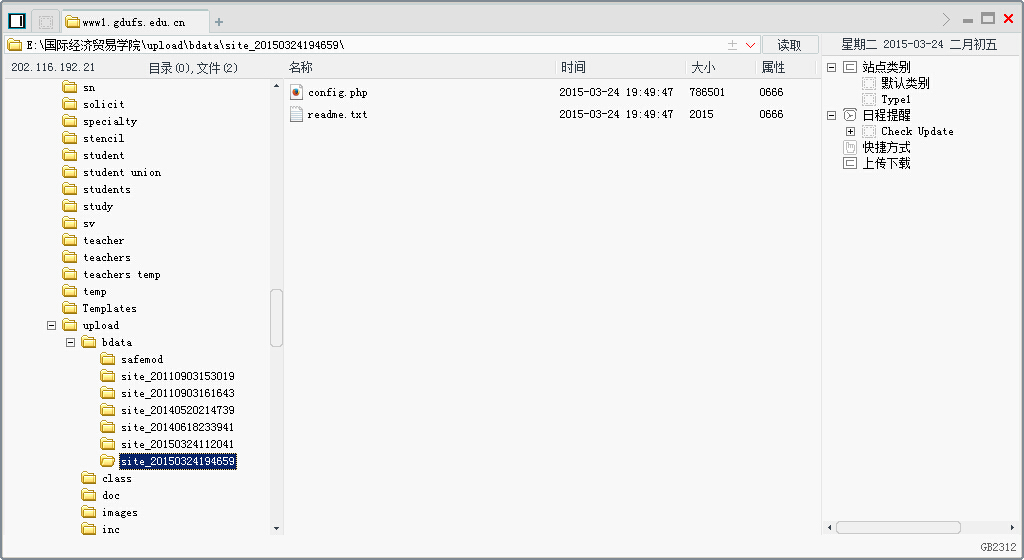 www1.gdufs.edu.cn
E:\国际经济贸易学院\upload\bdata\site_20150324194659\
读取
星期二 2015-03-24 二月初五
202.116.192.21 目录(0),文件(2)
名称 时间 大小 属性
config.php 2015-03-24 19:49:47 786501 0666
readme.txt 2015-03-24 19:49:47 2015 0666
sn
solicit
specialty
stencil
student
student union
students
study
sv
teacher
teachers
teachers temp
temp
Templates
upload
bdata
safemod
site_20110903153019
site_20110903161643
site_20140520214739
site_20140618233941
site_20150324112041
site_20150324194659
class
doc
images
inc
站点类别
默认类别
Type1
日程提醒
Check Update
快捷方式
上传下载
GB2312